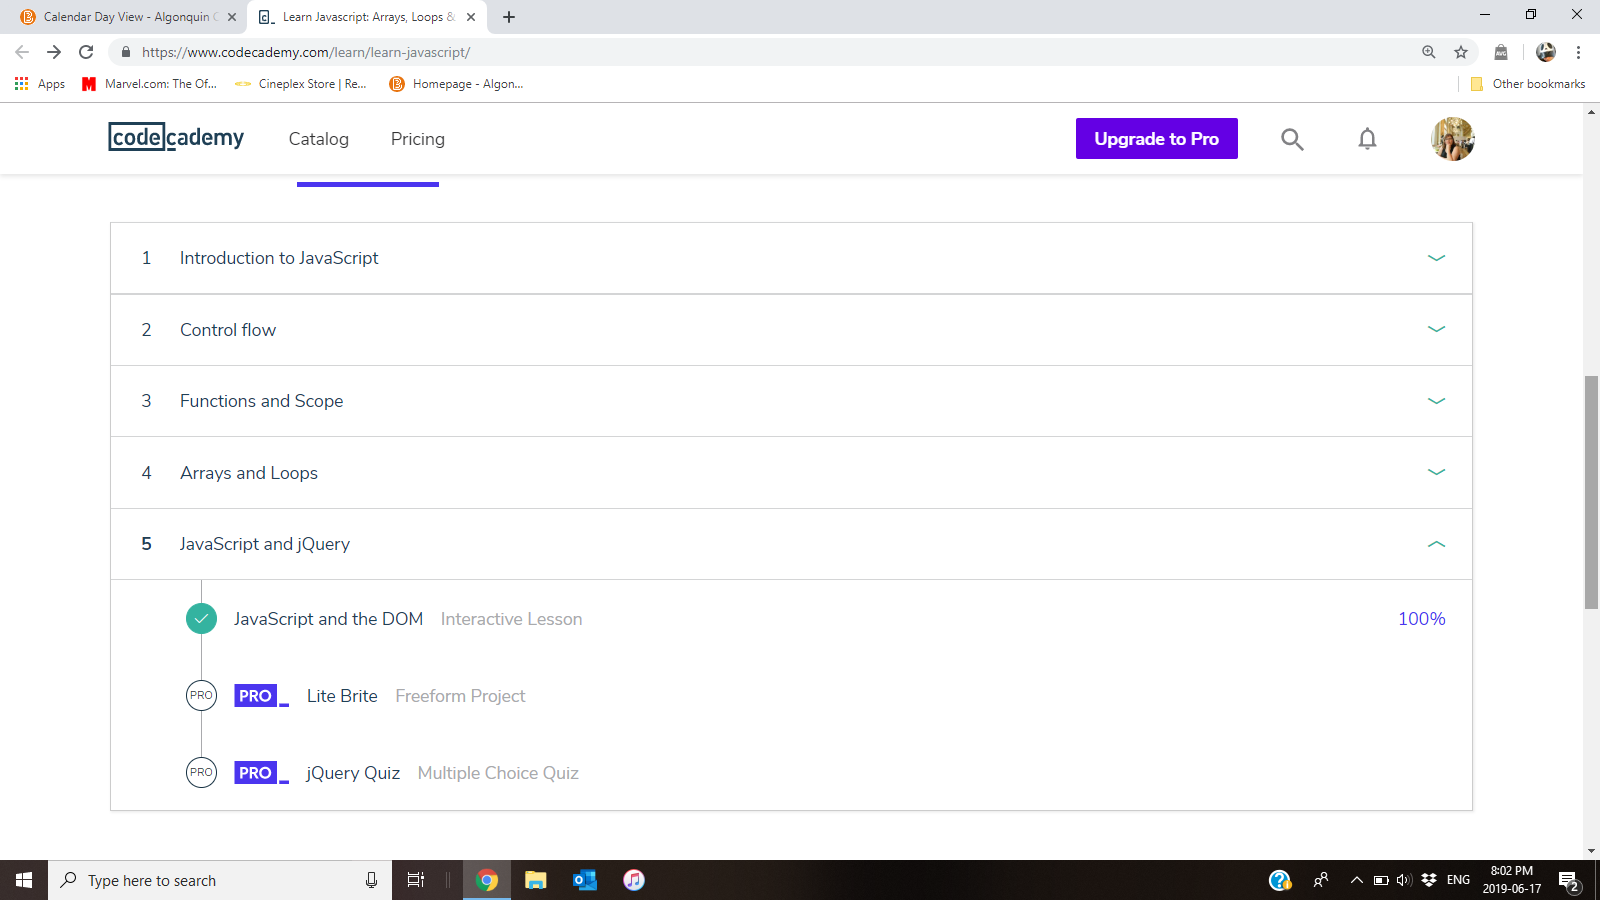 Calendar Day View - Algonquin C
Learn Javascript: Arrays, Loops &
https://www.codecademy.com/learn/learn-javascript/
Apps
Marvel.com: The Of...
Cineplex Store | Re...
Homepage - Algon...
Other bookmarks
codecademy
Catalog
Pricing
Upgrade to Pro
1 Introduction to JavaScript
2 Control flow
3 Functions and Scope
4 Arrays and Loops
5 JavaScript and jQuery
JavaScript and the DOM Interactive Lesson 100%
PRO PRO_ Lite Brite Freeform Project
PRO PRO_ jQuery Quiz Multiple Choice Quiz
Type here to search
ENG
8:02 PM
2019-06-17
2